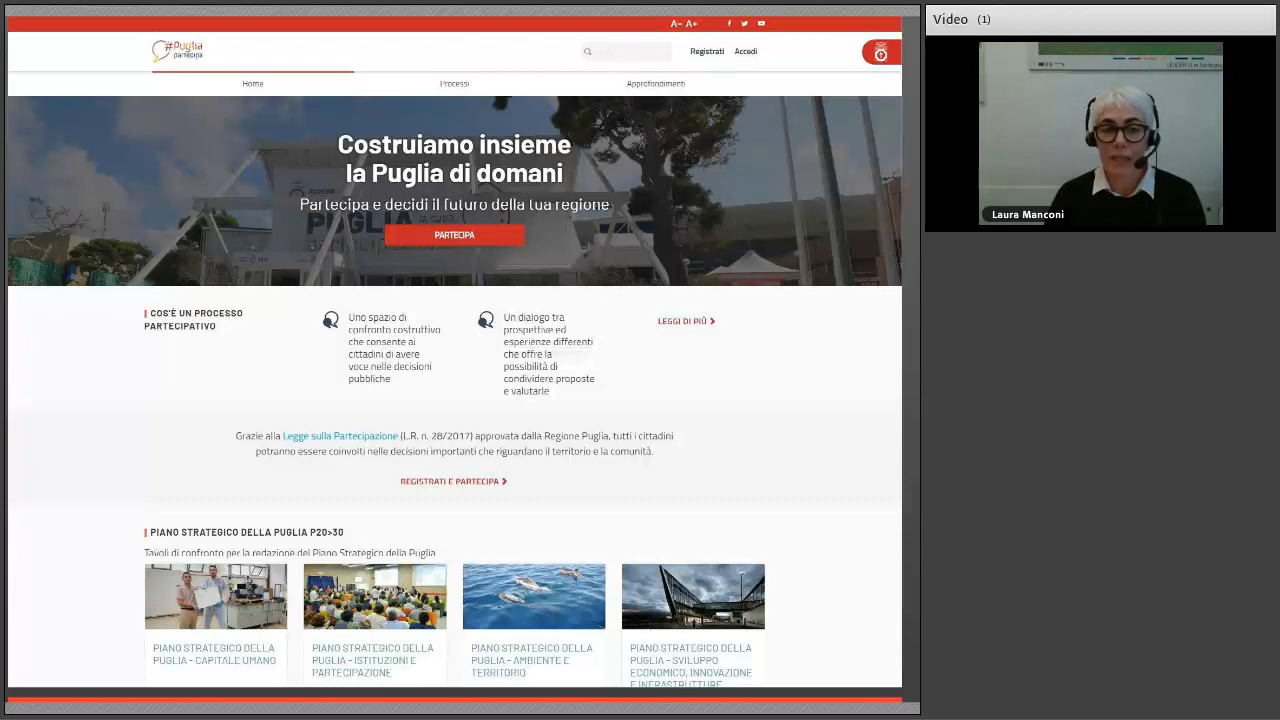 A- A+
#Puglia
partecipa
Registrati Accedi
Home Processi Approfondimenti
Costruiamo insieme
la Puglia di domani
Partecipa e decidi il futuro della tua regione
PUGLIA
PARTECIPA
COS'È UN PROCESSO
PARTECIPATIVO
Uno spazio di
confronto costruttivo
che consente ai
cittadini di avere
voce nelle decisioni
pubbliche
Un dialogo tra
prospettive ed
esperienze differenti
che offre la
possibilità di
condividere proposte
e valutarle
LEGGI DI PIÙ
Grazie alla Legge sulla Partecipazione (L.R. n. 28/2017) approvata dalla Regione Puglia, tutti i cittadini
potranno essere coinvolti nelle decisioni importanti che riguardano il territorio e la comunità.
REGISTRATI E PARTECIPA
PIANO STRATEGICO DELLA PUGLIA P20>30
Tavoli di confronto per la redazione del Piano Strategico della Puglia
PIANO STRATEGICO DELLA
PUGLIA - CAPITALE UMANO
PIANO STRATEGICO DELLA
PUGLIA - ISTITUZIONI E
PARTECIPAZIONE
PIANO STRATEGICO DELLA
PUGLIA - AMBIENTE E
TERRITORIO
PIANO STRATEGICO DELLA
PUGLIA - SVILUPPO
ECONOMICO, INNOVAZIONE
E INFRASTRUTTURE
Video (1)
Laura Manconi